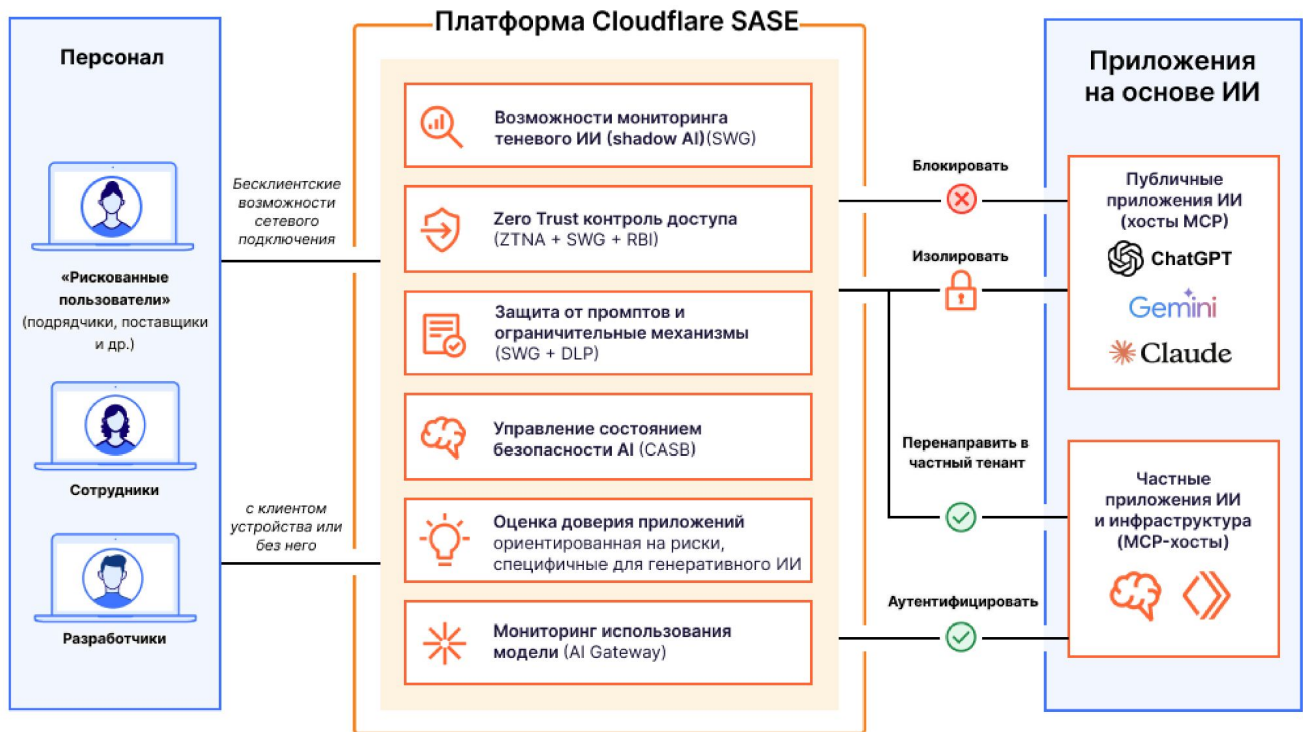 Платформа Cloudflare SASE
Персонал
Бесклиентские
возможности
сетевого
подключения
«Рискованные
пользователи»
(подрядчики, поставщики
и др.)
Сотрудники
с клиентом
устройства или
без него
Разработчики
Возможности мониторинга
теневого ИИ (shadow AI)(SWG)
Zero Trust контроль доступа
(ZTNA + SWG + RBI)
Защита от промптов и
ограничительные механизмы
(SWG + DLP)
Управление состоянием
безопасности AI (CASB)
Оценка доверия приложений
ориентированная на риски,
специфичные для генеративного ИИ
Мониторинг использования
модели (AI Gateway)
Блокировать
Изолировать
Перенаправить в
частный тенант
Аутентифицировать
Приложения
на основе ИИ
Публичные
приложения ИИ
(хосты MCP)
ChatGPT
Gemini
Claude
Частные
приложения ИИ
и инфраструктура
(MCP-хосты)